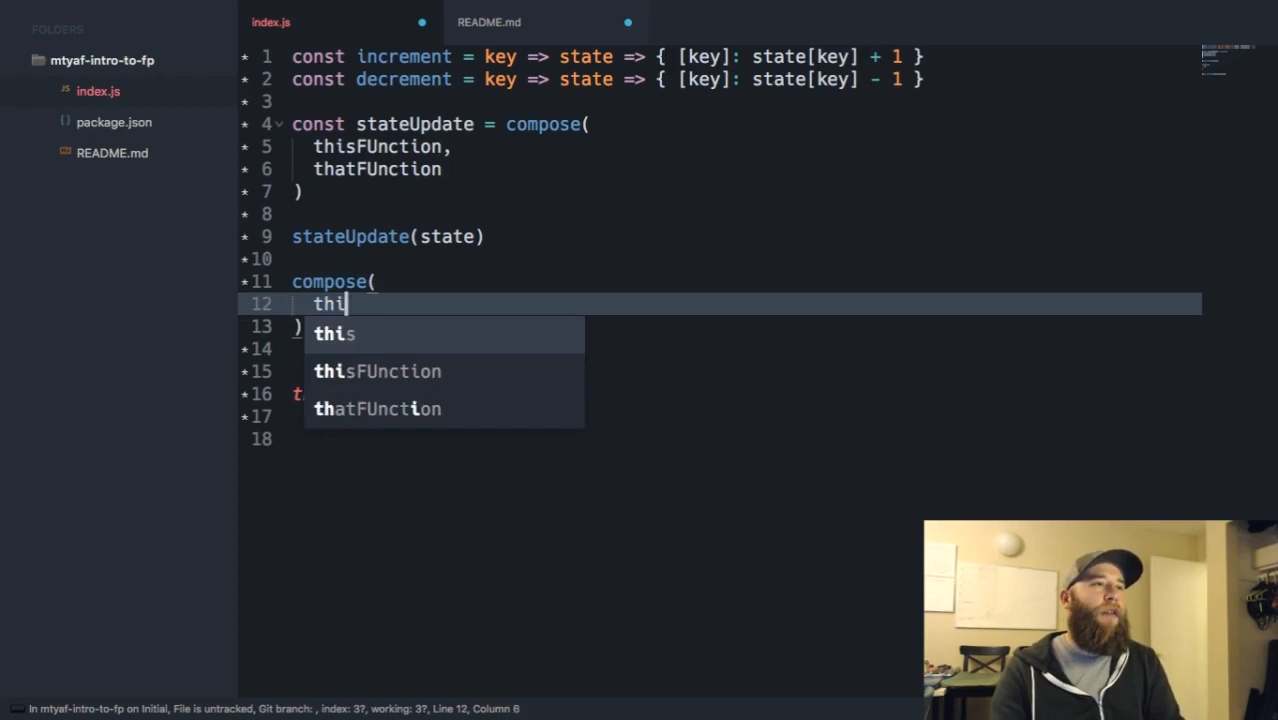 FOLDERS
mtyaf-intro-to-fp
index.js
package.json
README.md
index.js
README.md
* 1 const increment = key => state => { [key]: state[key] + 1 }
* 2 const decrement = key => state => { [key]: state[key] - 1 }
* 3
* 4 const stateUpdate = compose(
* 5 thisFUnction,
* 6 thatFUnction
* 7 )
* 8
* 9 stateUpdate(state)
* 10
* 11 compose(
12 thi
13 )
this
* 14
* 15
thisFUnction
* 16 t
thatFUnction
* 17
18
In mtyaf-intro-to-fp on Initial, File is untracked, Git branch: , index: 3?, working: 3?, Line 12, Column 6